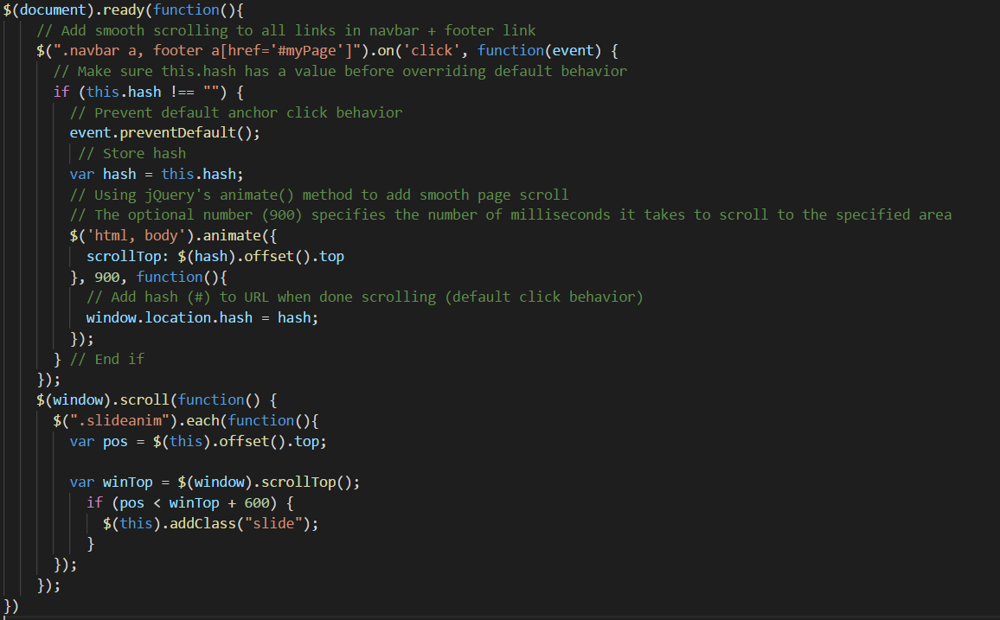 $(document).ready(function(){
    // Add smooth scrolling to all links in navbar + footer link
    $(".navbar a, footer a[href='#myPage']").on('click', function(event) {
      // Make sure this.hash has a value before overriding default behavior
      if (this.hash !== "") {
        // Prevent default anchor click behavior
        event.preventDefault();
         // Store hash
        var hash = this.hash;
        // Using jQuery's animate() method to add smooth page scroll
        // The optional number (900) specifies the number of milliseconds it takes to scroll to the specified area
        $('html, body').animate({
          scrollTop: $(hash).offset().top
        }, 900, function(){
          // Add hash (#) to URL when done scrolling (default click behavior)
          window.location.hash = hash;
        });
      } // End if
    });
    $(window).scroll(function() {
      $(".slideanim").each(function(){
        var pos = $(this).offset().top;

        var winTop = $(window).scrollTop();
          if (pos < winTop + 600) {
            $(this).addClass("slide");
          }
      });
    });
})